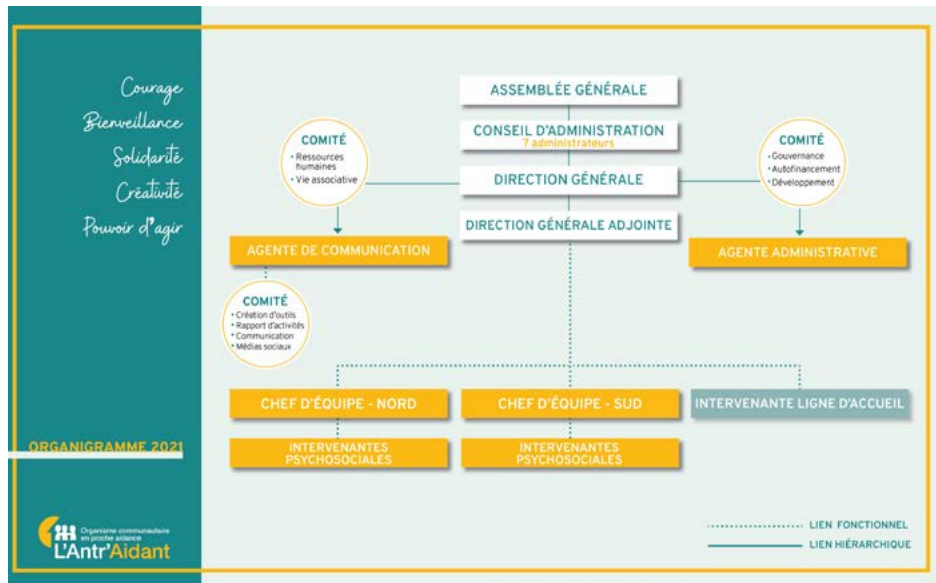 Courage
Bienveillance
Solidarité
Créativité
Pouvoir d'agir
ORGANIGRAMME 2021
Organisme communautaire
en proche aidance
L'Antr'Aidant
ASSEMBLÉE GÉNÉRALE
CONSEIL D'ADMINISTRATION
7 administrateurs
DIRECTION GÉNÉRALE
DIRECTION GÉNÉRALE ADJOINTE
COMITÉ
• Ressources
humaines
• Vie associative
AGENTE DE COMMUNICATION
COMITÉ
• Création d'outils
• Rapport d'activités
• Communication
• Médias sociaux
COMITÉ
• Gouvernance
• Autofinancement
• Développement
AGENTE ADMINISTRATIVE
CHEF D'ÉQUIPE - NORD
INTERVENANTES
PSYCHOSOCIALES
CHEF D'ÉQUIPE - SUD
INTERVENANTES
PSYCHOSOCIALES
INTERVENANTE LIGNE D'ACCUEIL
LIEN FONCTIONNEL
LIEN HIÉRARCHIQUE